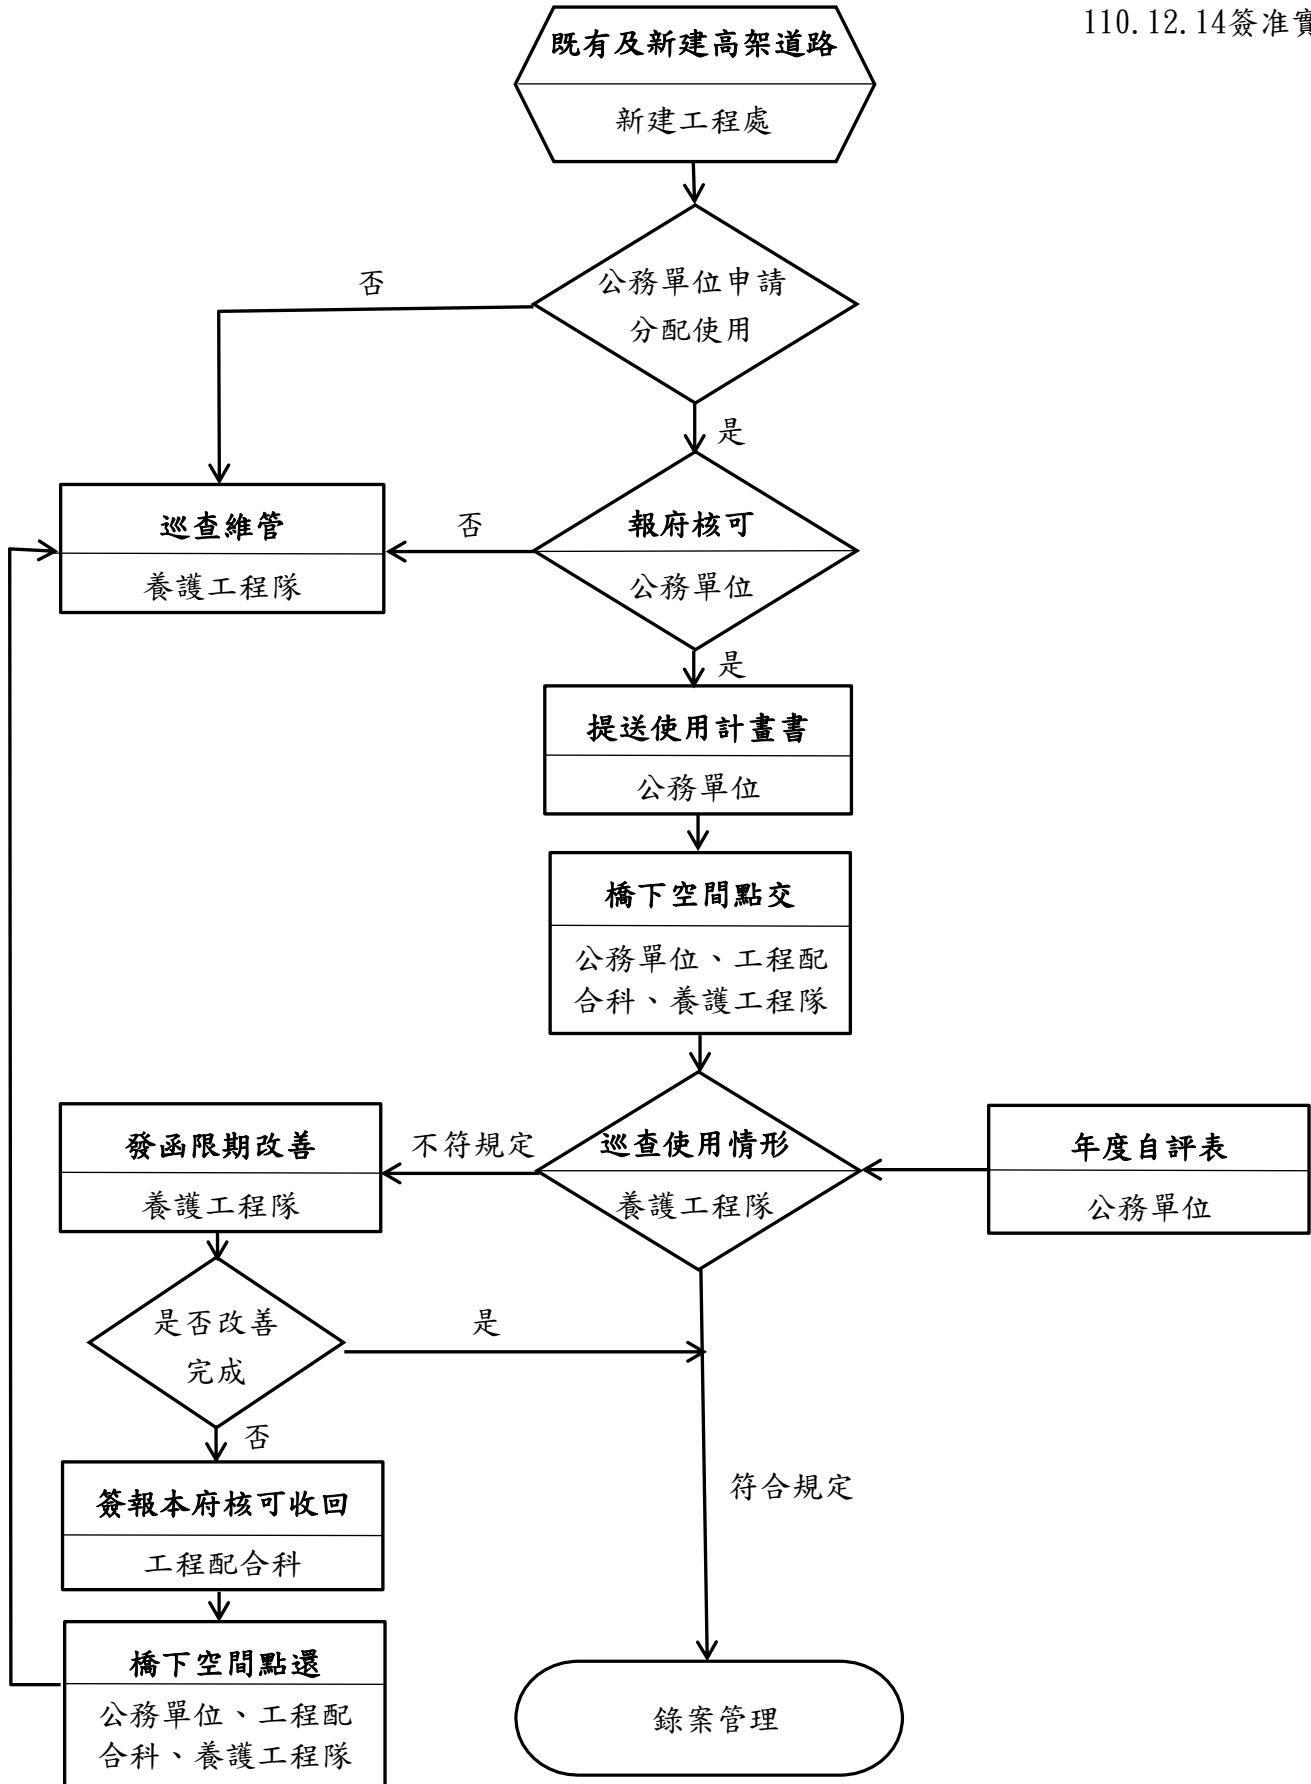 110.12.14簽准實
既有及新建高架道路
新建工程處
公務單位申請
分配使用
否
是
巡查維管
養護工程隊
否
報府核可
公務單位
是
提送使用計畫書
公務單位
橋下空間點交
公務單位、工程配
合科、養護工程隊
發函限期改善
養護工程隊
不符規定
巡查使用情形
養護工程隊
年度自評表
公務單位
是否改善
完成
是
否
符合規定
簽報本府核可收回
工程配合科
橋下空間點還
公務單位、工程配
合科、養護工程隊
錄案管理